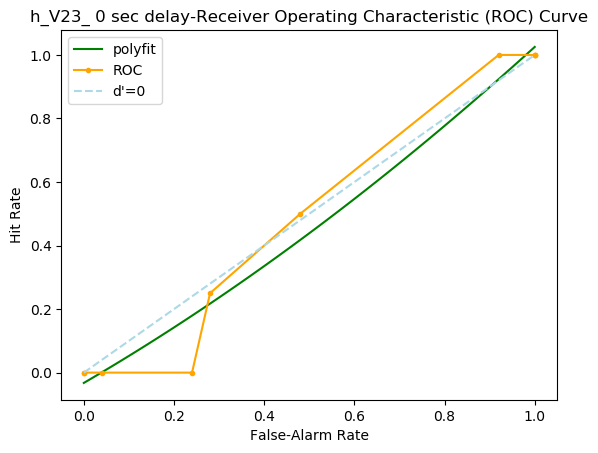 h_V23_ 0 sec delay-Receiver Operating Characteristic (ROC) Curve
polyfit
ROC
d'=0
Hit Rate
1.0
0.8
0.6
0.4
0.2
0.0
0.0 0.2 0.4 0.6 0.8 1.0
False-Alarm Rate